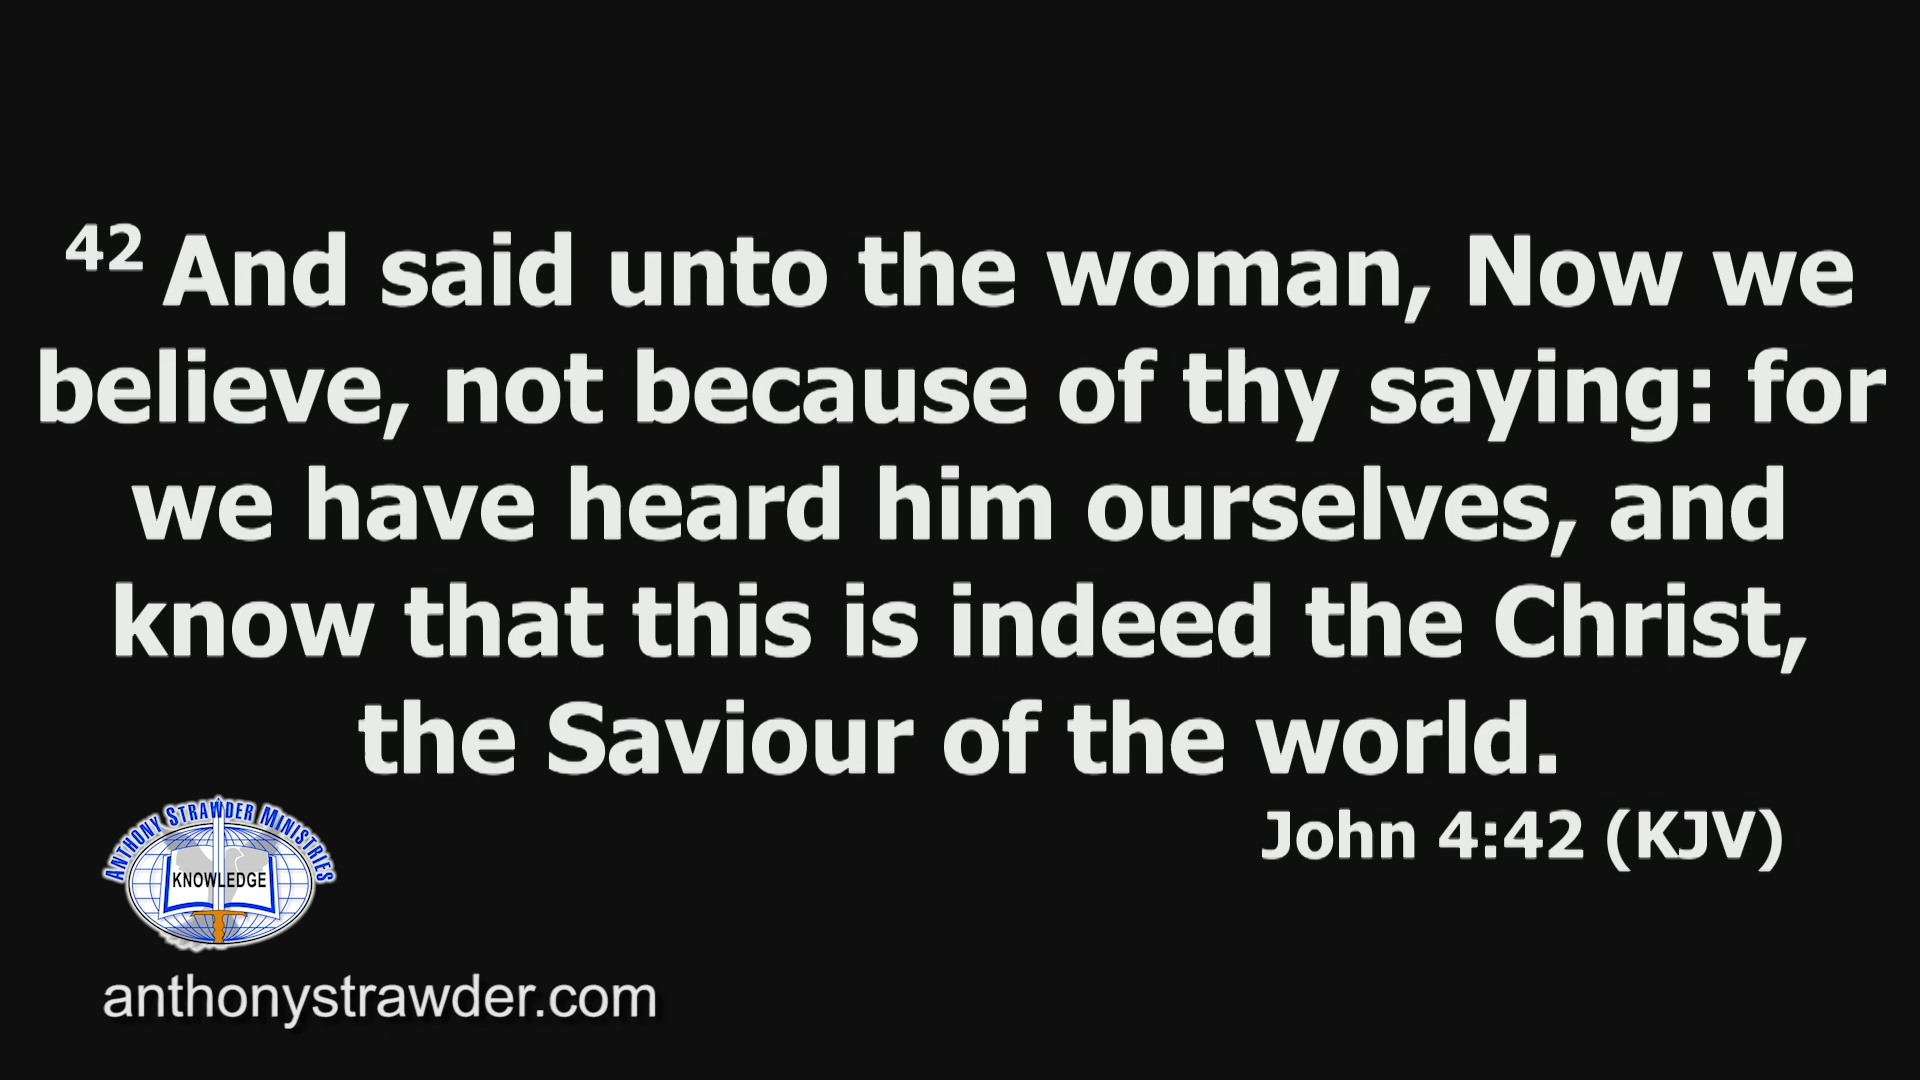 42 And said unto the woman, Now we
believe, not because of thy saying: for
we have heard him ourselves, and
know that this is indeed the Christ,
the Saviour of the world.
John 4:42 (KJV)
ANTHONY STRAWDER MINISTRIES
KNOWLEDGE
anthonystrawder.com